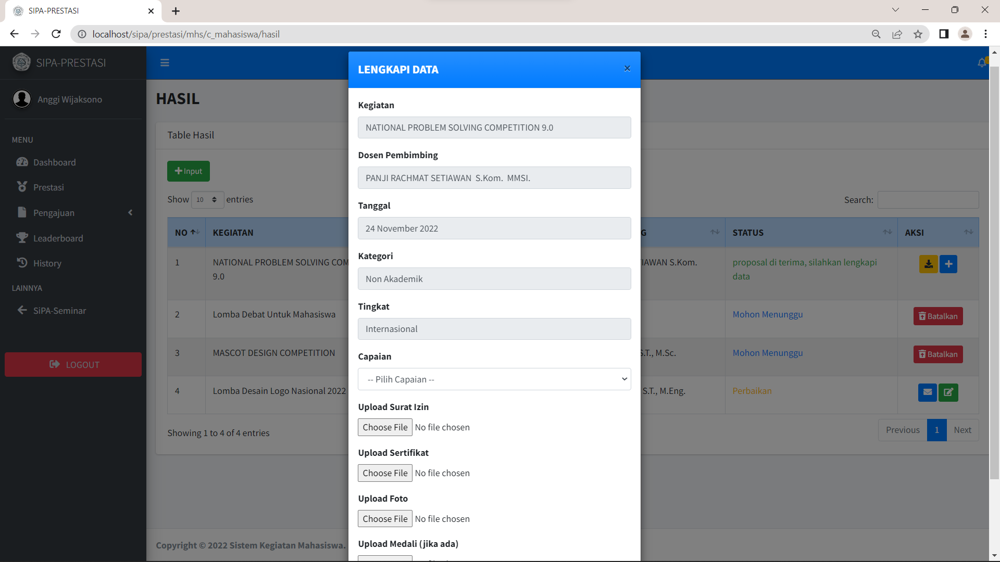 SIPA-PRESTASI
localhost/sipa/prestasi/mhs/c_mahasiswa/hasil
SIPA-PRESTASI
Anggi Wijaksono
MENU
Dashboard
Prestasi
Pengajuan
Leaderboard
History
LAINNYA
SiPA-Seminar
LOGOUT
HASIL
Table Hasil
Input
Show 10 entries
Search:
NO KEGIATAN G STATUS AKSI
1 NATIONAL PROBLEM SOLVING COM IAWAN S.Kom. proposal di terima, silahkan lengkapi
9.0 data
2 Lomba Debat Untuk Mahasiswa Mohon Menunggu Batalkan
3 MASCOT DESIGN COMPETITION S.T., M.Sc. Mohon Menunggu Batalkan
4 Lomba Desain Logo Nasional 2022 S.T., M.Eng. Perbaikan
Showing 1 to 4 of 4 entries
Previous 1 Next
Copyright © 2022 Sistem Kegiatan Mahasiswa.
LENGKAPI DATA
×
Kegiatan
NATIONAL PROBLEM SOLVING COMPETITION 9.0
Dosen Pembimbing
PANJI RACHMAT SETIAWAN S.Kom. MMSI.
Tanggal
24 November 2022
Kategori
Non Akademik
Tingkat
Internasional
Capaian
-- Pilih Capaian --
Upload Surat Izin
Choose File No file chosen
Upload Sertifikat
Choose File No file chosen
Upload Foto
Choose File No file chosen
Upload Medali (jika ada)